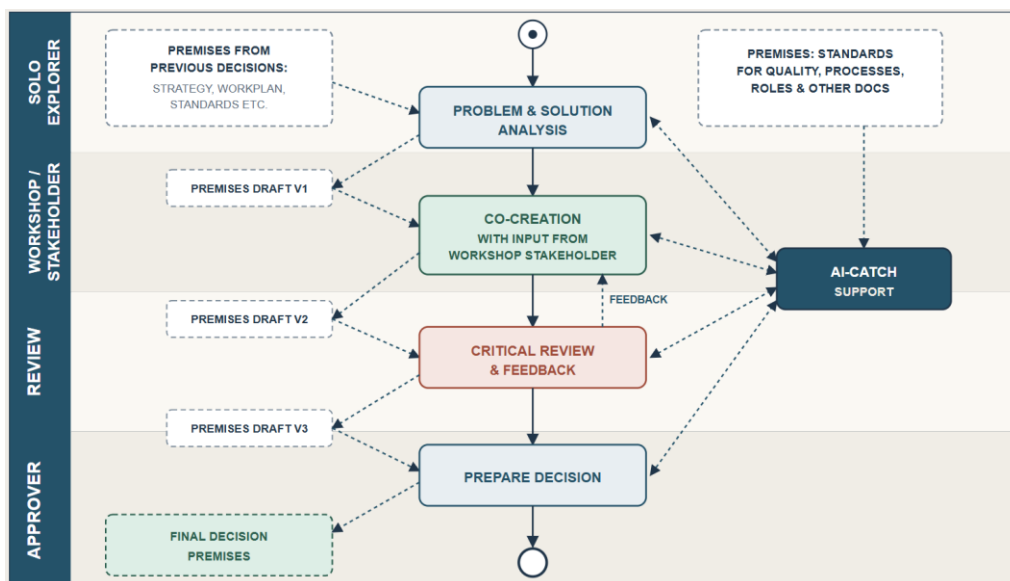 SOLO
EXPLORER
PREMISES FROM
PREVIOUS DECISIONS:
STRATEGY, WORKPLAN,
STANDARDS ETC.
PREMISES: STANDARDS
FOR QUALITY, PROCESSES,
ROLES & OTHER DOCS
PROBLEM & SOLUTION
ANALYSIS
WORKSHOP /
STAKEHOLDER
PREMISES DRAFT V1
CO-CREATION
WITH INPUT FROM
WORKSHOP STAKEHOLDER
AI-CATCH
SUPPORT
FEEDBACK
REVIEW
PREMISES DRAFT V2
CRITICAL REVIEW
& FEEDBACK
PREMISES DRAFT V3
APPROVER
PREPARE DECISION
FINAL DECISION
PREMISES